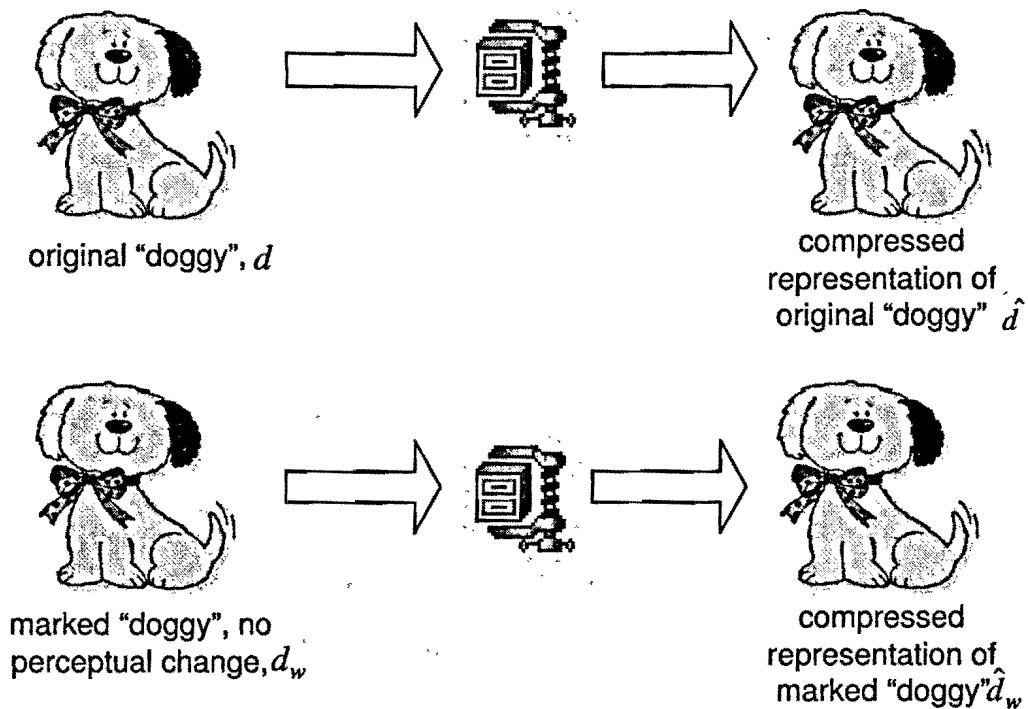 original “doggy”, d
compressed
representation of
original “doggy” d̂
marked “doggy”, no
perceptual change, d_w
compressed
representation of
marked “doggy” d̂_w